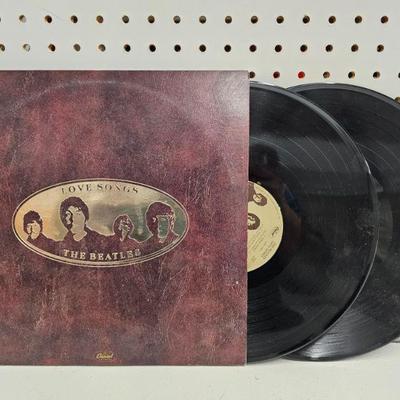 LOVE SONGS
THE BEATLES
Capitol